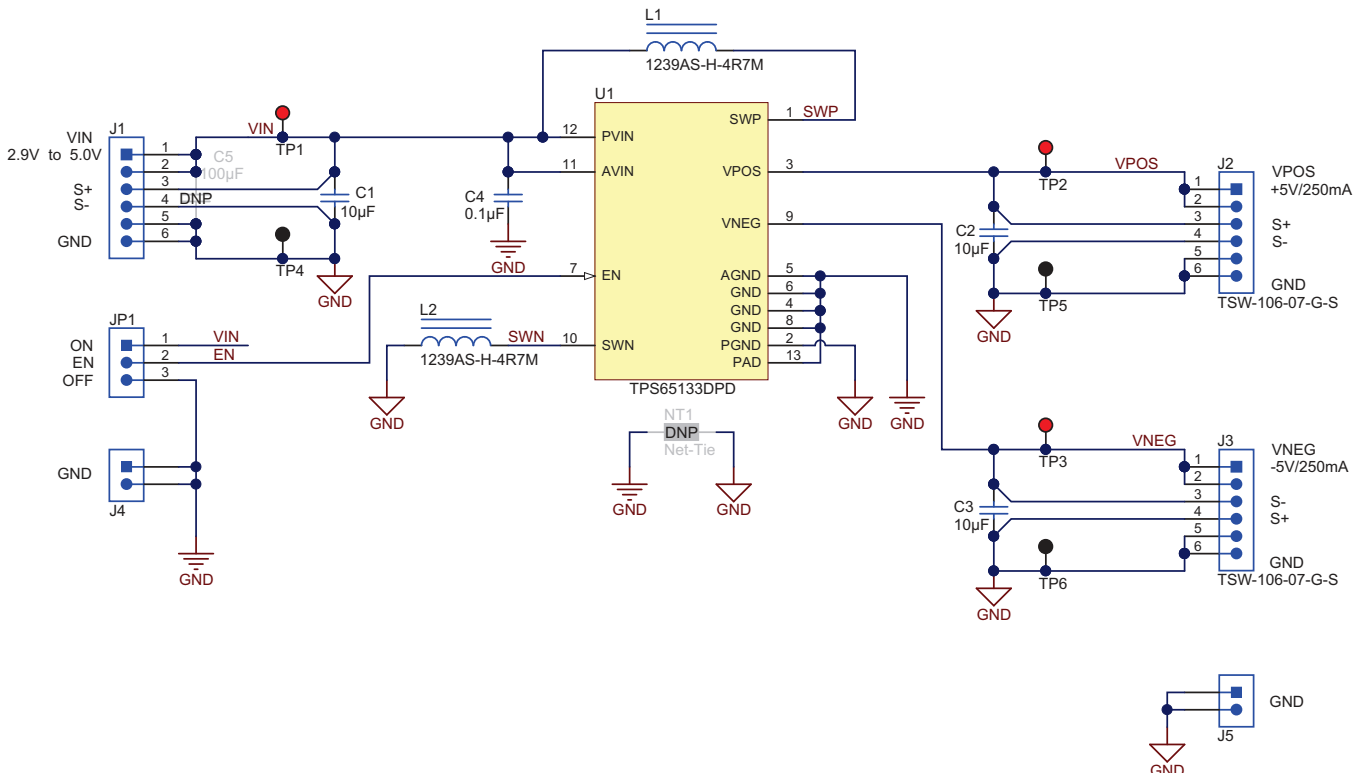 L1
1239AS-H-4R7M
U1
J1
VIN
2.9V to 5.0V
1
2
3
4
5
6
S+
S-
GND
VIN
TP1
C5
100µF
DNP
TP4
C1
10µF
GND
C4
0.1µF
GND
12
PVIN
11
AVIN
7
EN
10
SWN
SWP
1
SWP
VPOS
3
VNEG
9
AGND
5
GND
6
GND
4
GND
8
PGND
2
PAD
13
TPS65133DPD
GND
GND
L2
1239AS-H-4R7M
SWN
GND
JP1
ON
EN
OFF
1
2
3
VIN
EN
GND
J4
GND
NT1
DNP
Net-Tie
GND
GND
TP2
VPOS
C2
10µF
TP5
GND
J2
1
2
3
4
5
6
VPOS
+5V/250mA
S+
S-
GND
TSW-106-07-G-S
TP3
VNEG
C3
10µF
TP6
GND
J3
1
2
3
4
5
6
VNEG
-5V/250mA
S-
S+
GND
TSW-106-07-G-S
GND
J5
GND